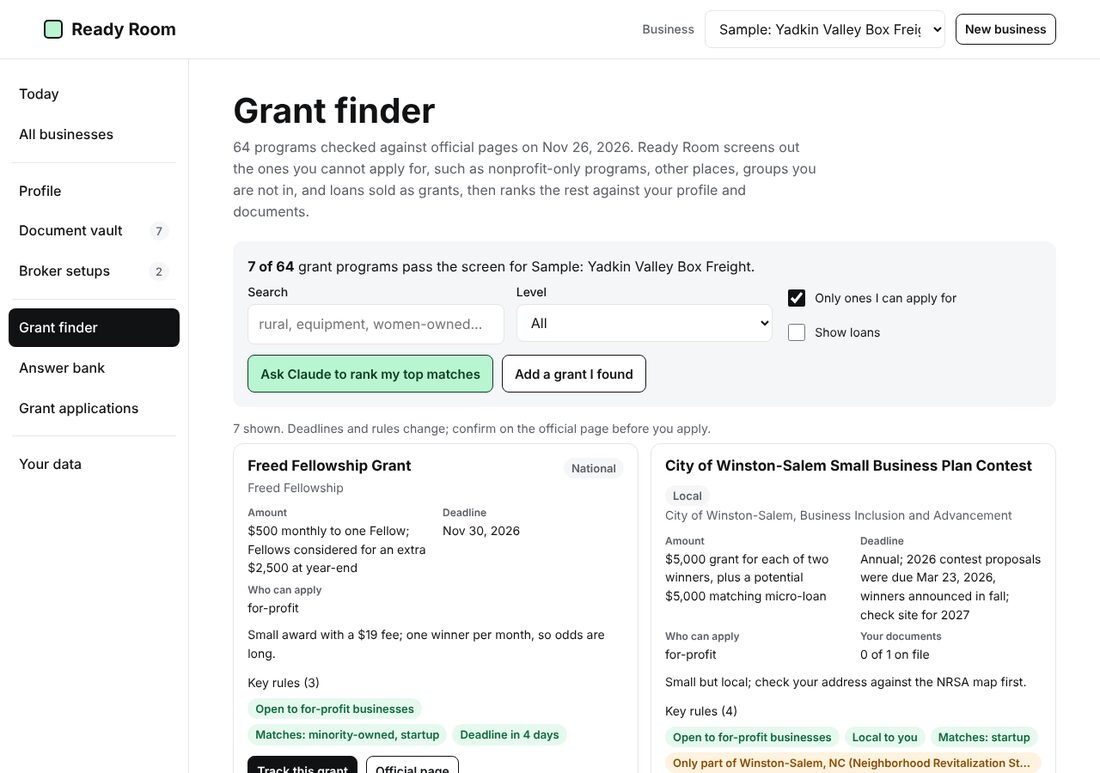 Ready Room
Business
Sample: Yadkin Valley Box Freig
New business
Today
All businesses
Profile
Document vault 7
Broker setups 2
Grant finder
Answer bank
Grant applications
Your data
Grant finder
64 programs checked against official pages on Nov 26, 2026. Ready Room screens out
the ones you cannot apply for, such as nonprofit-only programs, other places, groups you
are not in, and loans sold as grants, then ranks the rest against your profile and
documents.
7 of 64 grant programs pass the screen for Sample: Yadkin Valley Box Freight.
Search
rural, equipment, women-owned...
Level
All
Only ones I can apply for
Show loans
Ask Claude to rank my top matches
Add a grant I found
7 shown. Deadlines and rules change; confirm on the official page before you apply.
Freed Fellowship Grant
National
Freed Fellowship
Amount
$500 monthly to one Fellow;
Fellows considered for an extra
$2,500 at year-end
Deadline
Nov 30, 2026
Who can apply
for-profit
Small award with a $19 fee; one winner per month, so odds are
long.
Key rules (3)
Open to for-profit businesses
Matches: minority-owned, startup
Deadline in 4 days
Track this grant
Official page
City of Winston-Salem Small Business Plan Contest
Local
City of Winston-Salem, Business Inclusion and Advancement
Amount
$5,000 grant for each of two
winners, plus a potential
$5,000 matching micro-loan
Deadline
Annual; 2026 contest proposals
were due Mar 23, 2026,
winners announced in fall;
check site for 2027
Who can apply
for-profit
Your documents
0 of 1 on file
Small but local; check your address against the NRSA map first.
Key rules (4)
Open to for-profit businesses
Local to you
Matches: startup
Only part of Winston-Salem, NC (Neighborhood Revitalization St...